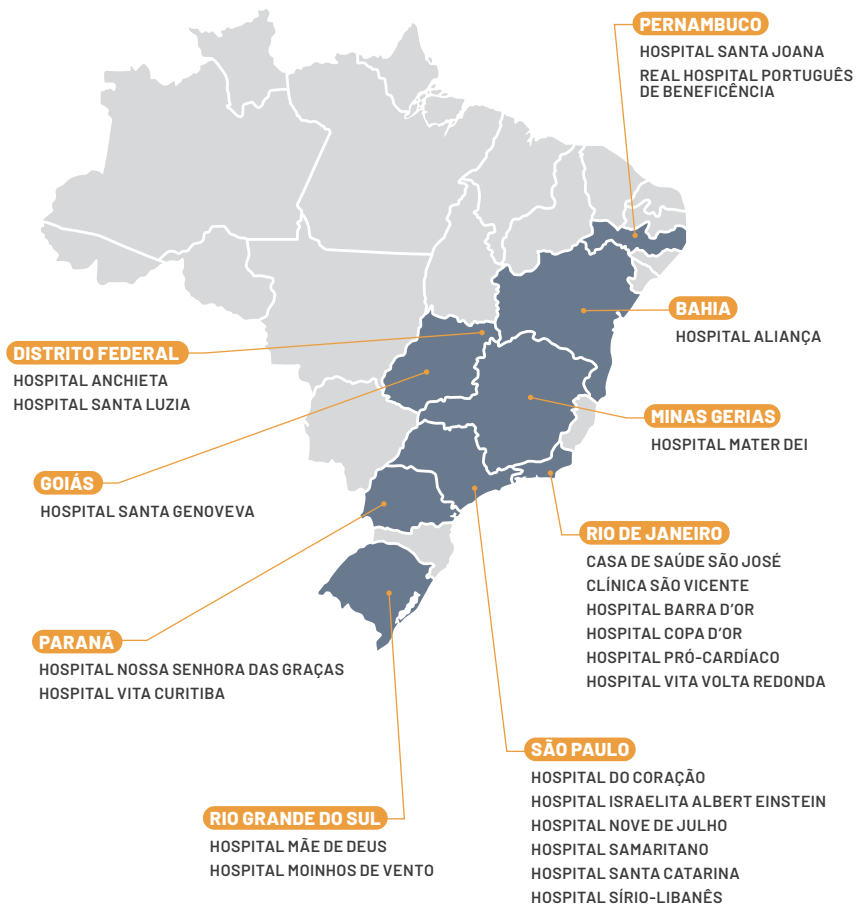 PERNAMBUCO
HOSPITAL SANTA JOANA
REAL HOSPITAL PORTUGUÊS
DE BENEFICÊNCIA
BAHIA
HOSPITAL ALIANÇA
DISTRITO FEDERAL
HOSPITAL ANCHIETA
HOSPITAL SANTA LUZIA
MINAS GERIAS
HOSPITAL MATER DEI
GOIÁS
HOSPITAL SANTA GENOVEVA
RIO DE JANEIRO
CASA DE SAÚDE SÃO JOSÉ
CLÍNICA SÃO VICENTE
HOSPITAL BARRA D'OR
HOSPITAL COPA D'OR
HOSPITAL PRÓ-CARDÍACO
HOSPITAL VITA VOLTA REDONDA
PARANÁ
HOSPITAL NOSSA SENHORA DAS GRAÇAS
HOSPITAL VITA CURITIBA
SÃO PAULO
HOSPITAL DO CORAÇÃO
HOSPITAL ISRAELITA ALBERT EINSTEIN
HOSPITAL NOVE DE JULHO
HOSPITAL SAMARITANO
HOSPITAL SANTA CATARINA
HOSPITAL SÍRIO-LIBANÊS
RIO GRANDE DO SUL
HOSPITAL MÃE DE DEUS
HOSPITAL MOINHOS DE VENTO